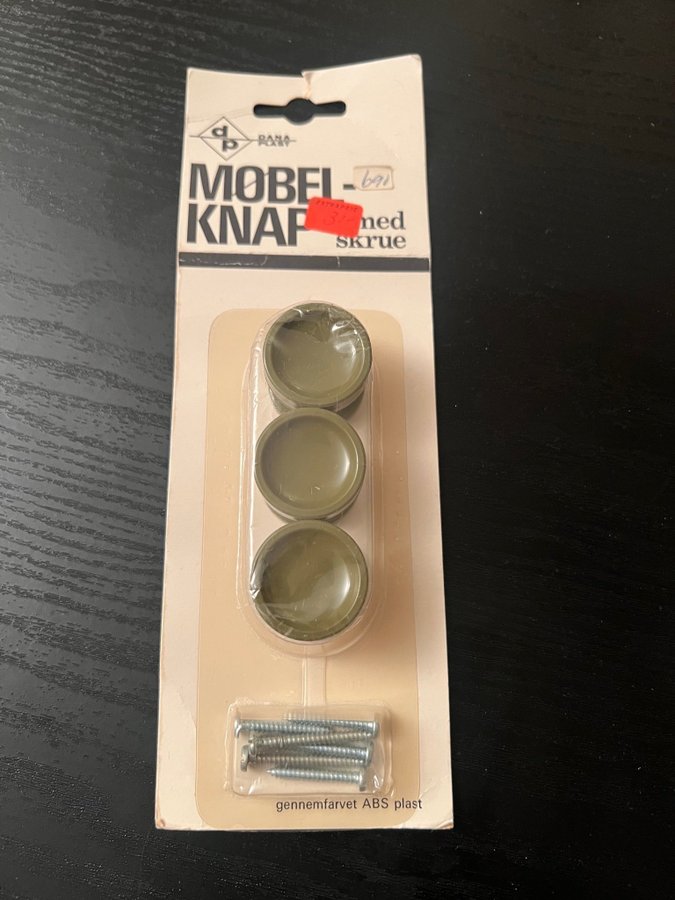 dp
DANA
PLAST
MØBEL-
KNAP med
skrue
gennemfarvet ABS plast